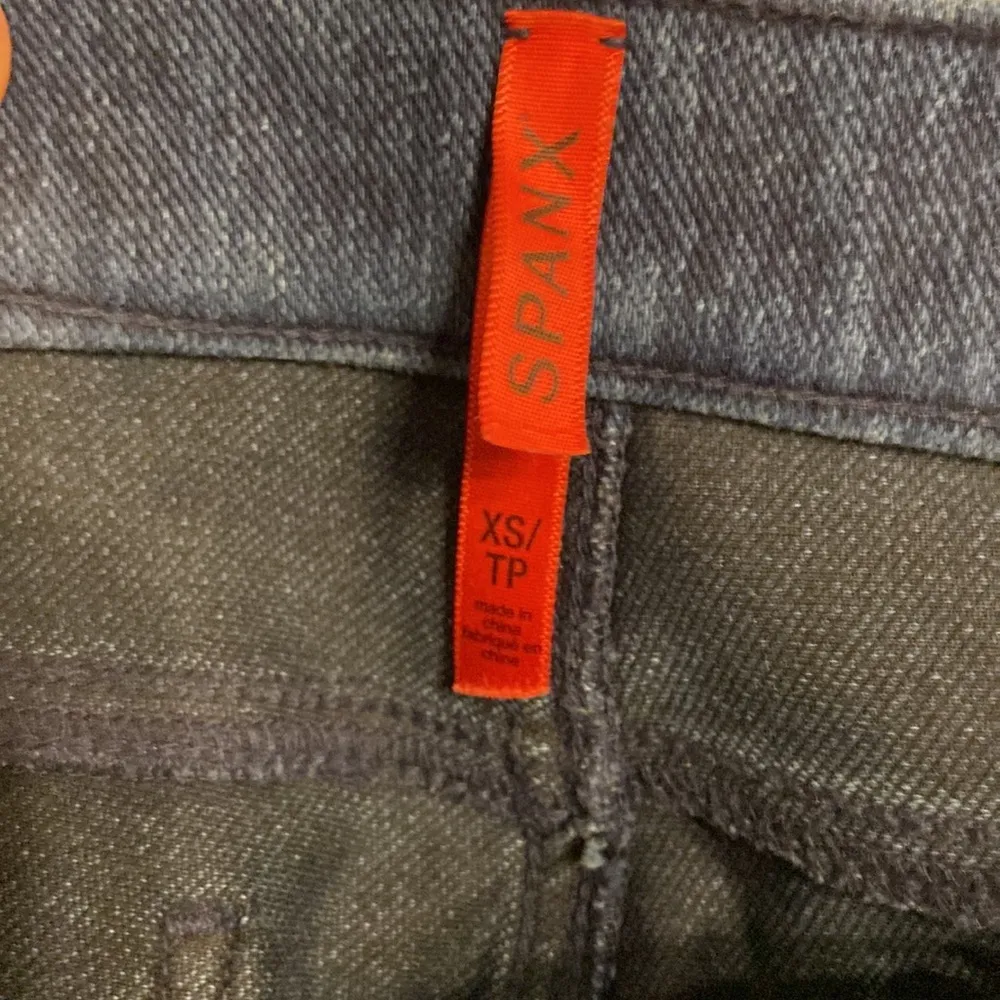 SPANX
XS/
TP
made in
china
fabriqué en
chine